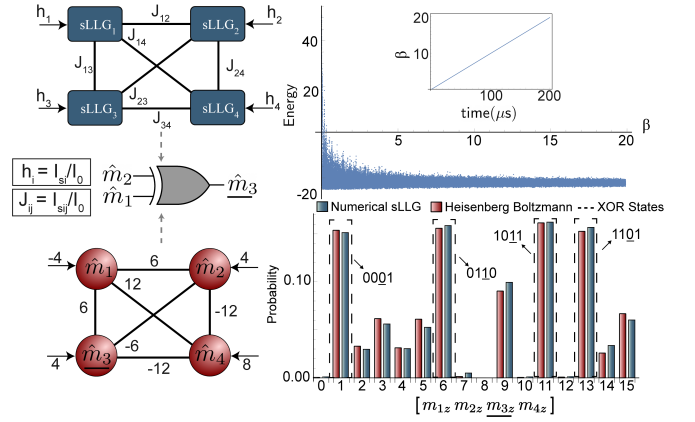 h₁
J₁₂
h₂
sLLG₁
sLLG₂
J₁₄
J₁₃
J₂₄
h₃
J₂₃
h₄
sLLG₃
sLLG₄
J₃₄
hᵢ = I_si/I₀
J_ij = I_sij/I₀
m̂₂
m̂₁
m̂₃
-4
6
4
m̂₁
m̂₂
12
6
-12
-6
m̂₃
m̂₄
4
-12
8
40
20
-20
Energy
5
10
15
20
β
20
10
0
β
100
200
time(μs)
Numerical sLLG
Heisenberg Boltzmann
XOR States
0001
0110
1011
1101
0.10
0.00
Probability
0 1 2 3 4 5 6 7 8 9 10 11 12 13 14 15
[m₁z m₂z m₃z m₄z]